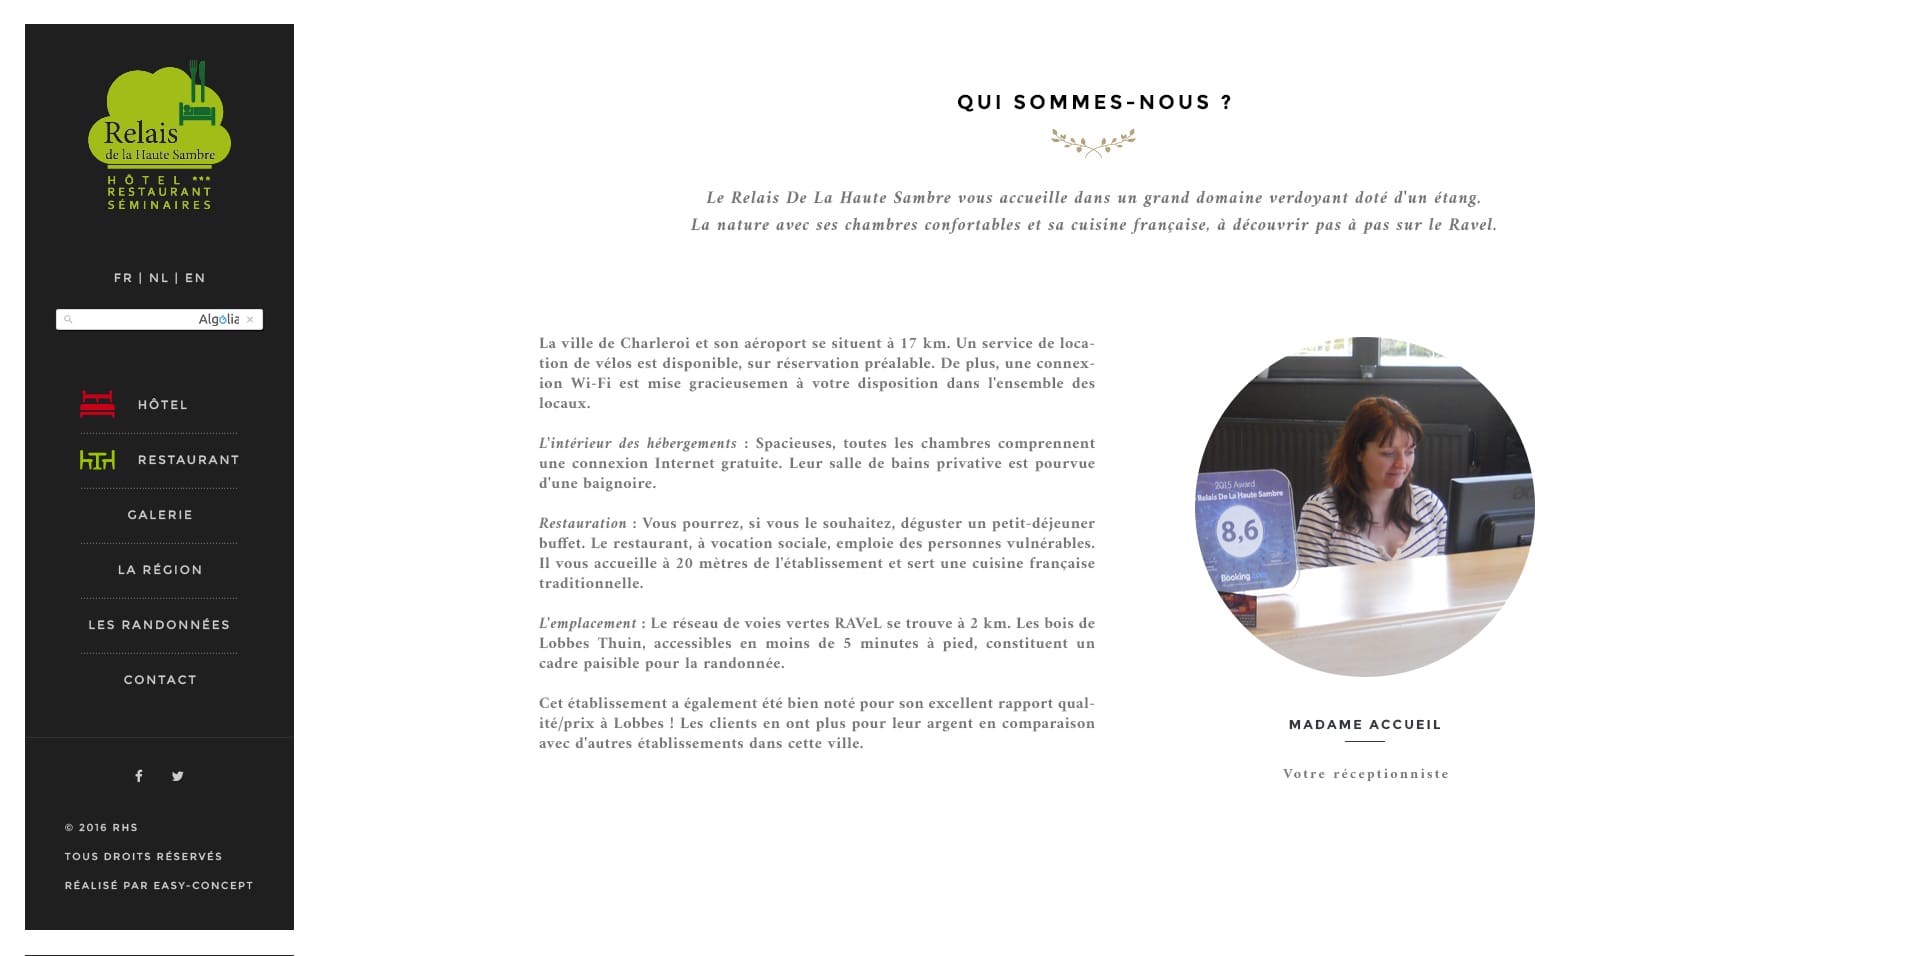 Relais
de la Haute Sambre
HÔTEL ***
RESTAURANT
SÉMINAIRES
FR | NL | EN
Algolia
HÔTEL
RESTAURANT
GALERIE
LA RÉGION
LES RANDONNÉES
CONTACT
© 2016 RHS
TOUS DROITS RÉSERVÉS
RÉALISÉ PAR EASY-CONCEPT
QUI SOMMES-NOUS ?
Le Relais De La Haute Sambre vous accueille dans un grand domaine verdoyant doté d'un étang.
La nature avec ses chambres confortables et sa cuisine française, à découvrir pas à pas sur le Ravel.
La ville de Charleroi et son aéroport se situent à 17 km. Un service de loca-
tion de vélos est disponible, sur réservation préalable. De plus, une connex-
ion Wi-Fi est mise gracieusemen à votre disposition dans l'ensemble des
locaux.
L'intérieur des hébergements : Spacieuses, toutes les chambres comprennent
une connexion Internet gratuite. Leur salle de bains privative est pourvue
d'une baignoire.
Restauration : Vous pourrez, si vous le souhaitez, déguster un petit-déjeuner
buffet. Le restaurant, à vocation sociale, emploie des personnes vulnérables.
Il vous accueille à 20 mètres de l'établissement et sert une cuisine française
traditionnelle.
L'emplacement : Le réseau de voies vertes RAVeL se trouve à 2 km. Les bois de
Lobbes Thuin, accessibles en moins de 5 minutes à pied, constituent un
cadre paisible pour la randonnée.
Cet établissement a également été bien noté pour son excellent rapport qual-
ité/prix à Lobbes ! Les clients en ont plus pour leur argent en comparaison
avec d'autres établissements dans cette ville.
2015 Award
Relais De La Haute Sambre
8,6
Booking
MADAME ACCUEIL
Votre réceptionniste